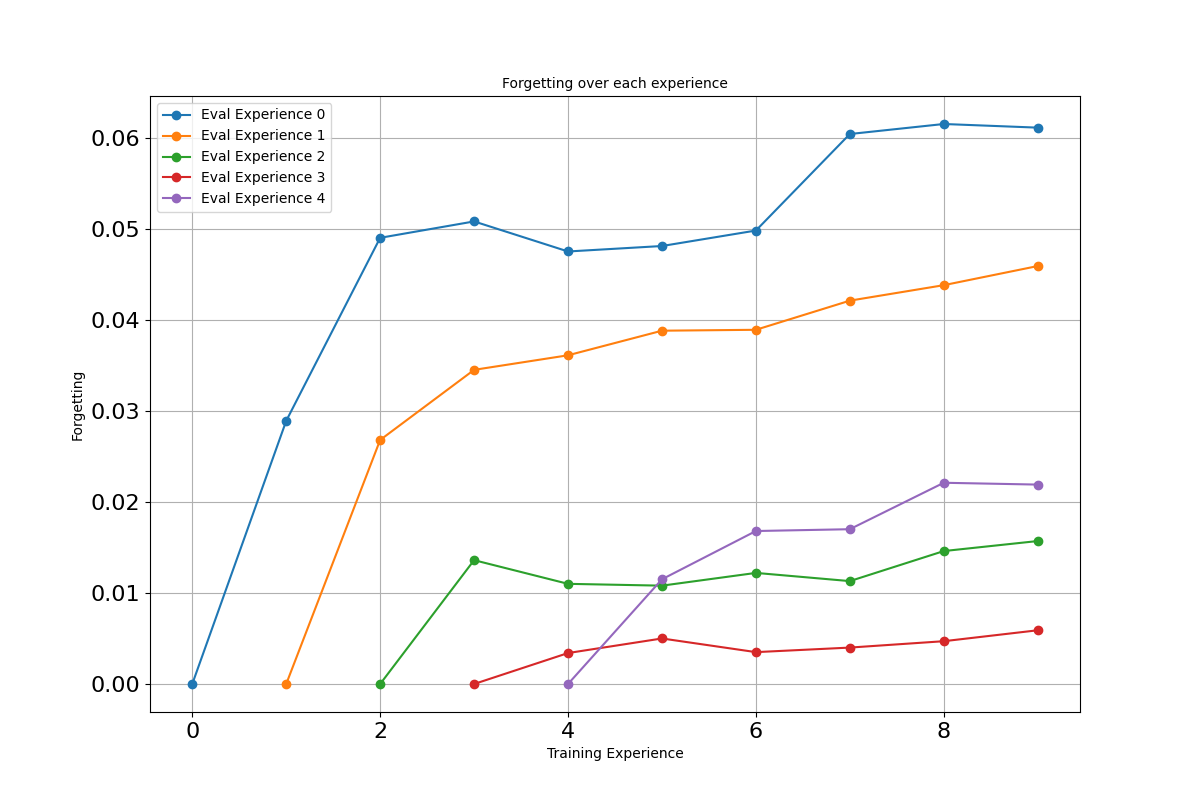 Forgetting over each experience
Eval Experience 0
Eval Experience 1
Eval Experience 2
Eval Experience 3
Eval Experience 4
0.06
0.05
0.04
0.03
0.02
0.01
0.00
Forgetting
0 2 4 6 8
Training Experience